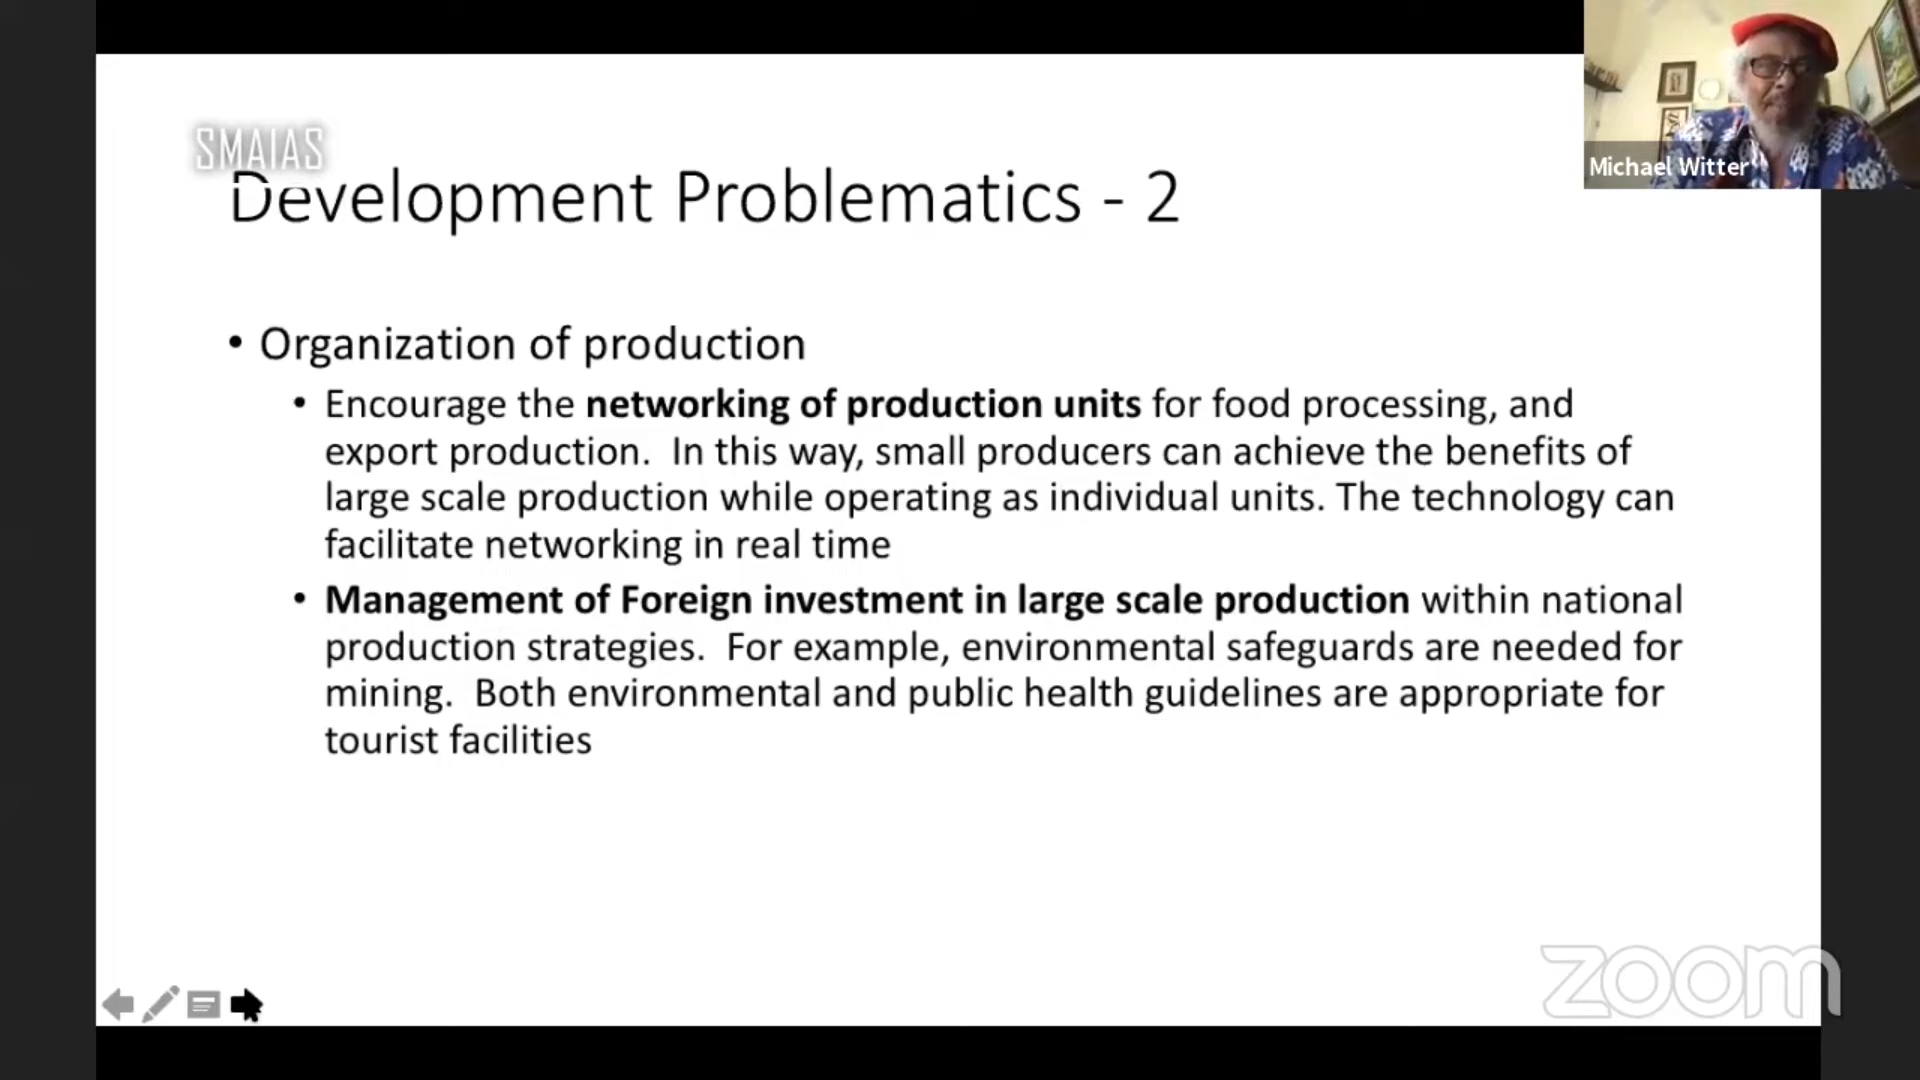 SMAIAS
Development Problematics - 2
Michael Witter
• Organization of production
• Encourage the networking of production units for food processing, and
export production.  In this way, small producers can achieve the benefits of
large scale production while operating as individual units. The technology can
facilitate networking in real time
• Management of Foreign investment in large scale production within national
production strategies.  For example, environmental safeguards are needed for
mining.  Both environmental and public health guidelines are appropriate for
tourist facilities
zoom